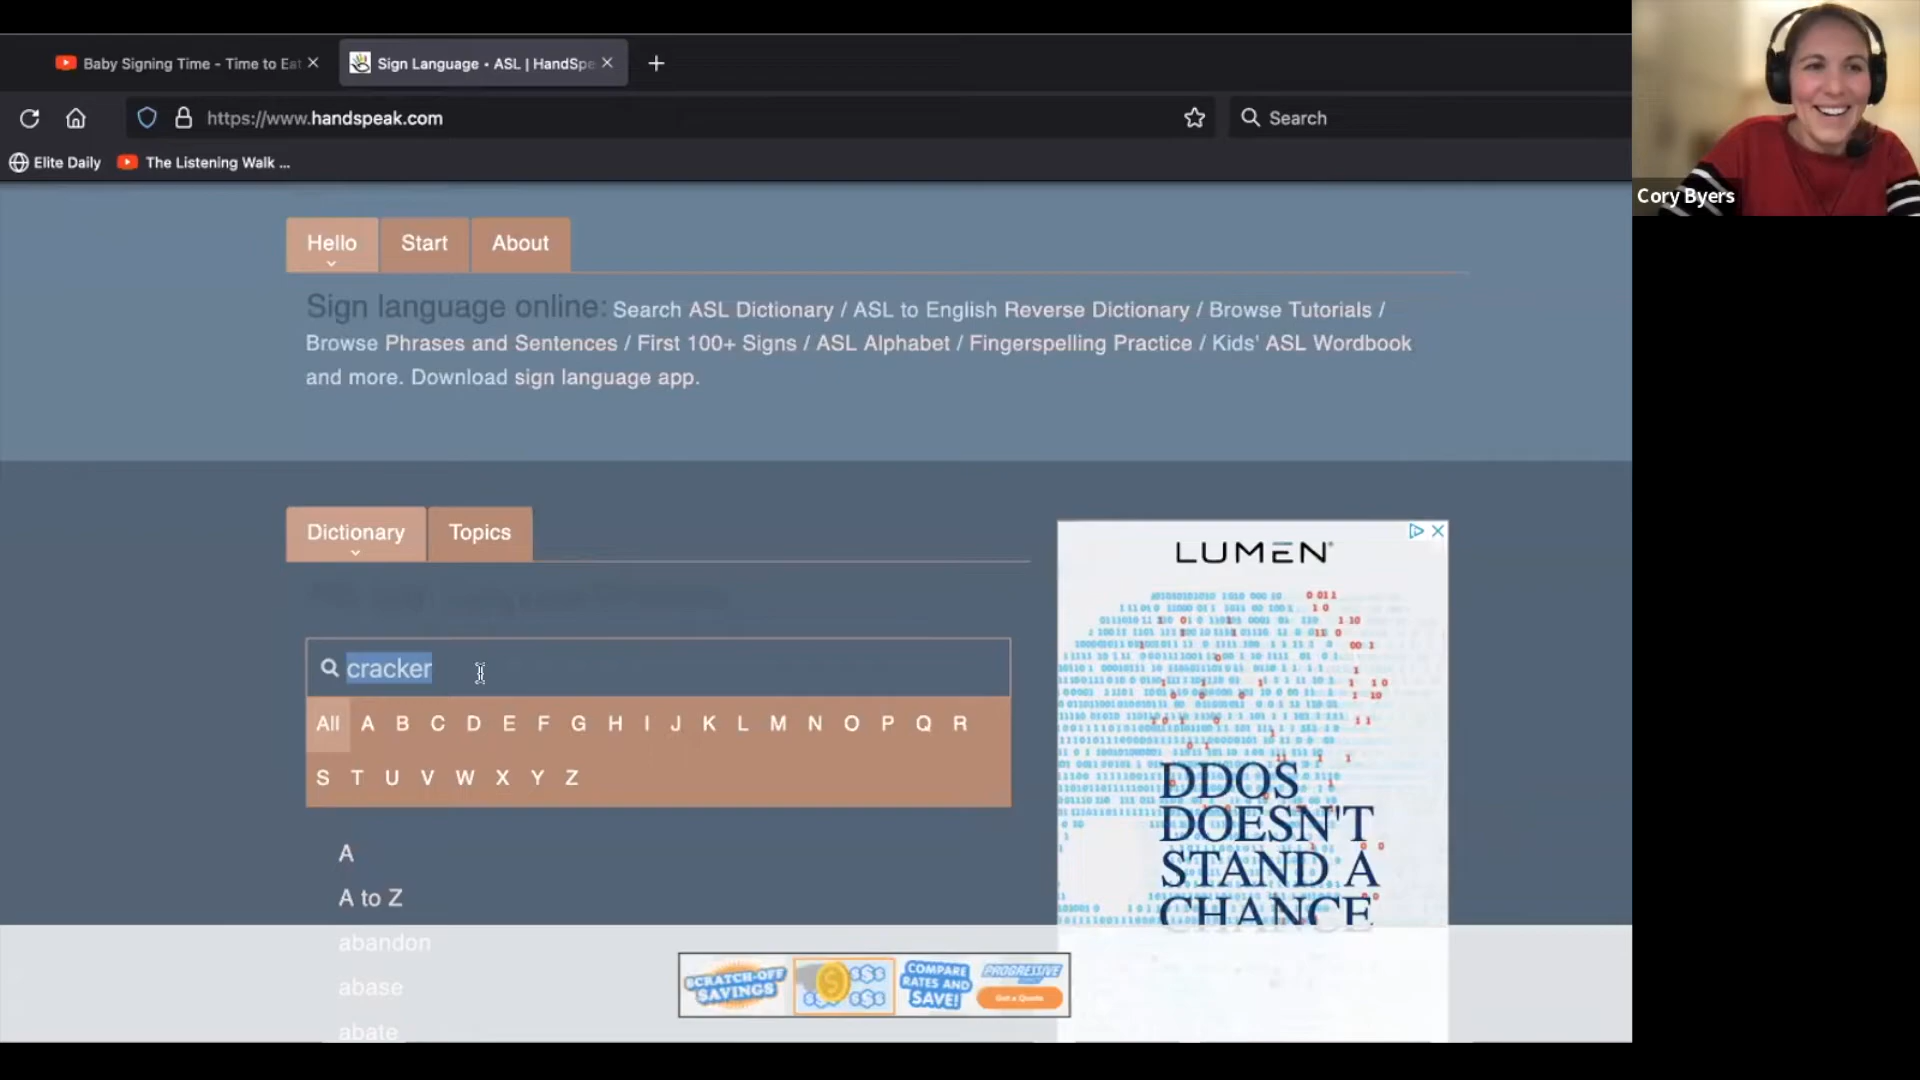 Baby Signing Time - Time to Eat
Sign Language • ASL | HandSpe
https://www.handspeak.com
Search
Elite Daily
The Listening Walk ...
Cory Byers
Hello
Start
About
Sign language online: Search ASL Dictionary / ASL to English Reverse Dictionary / Browse Tutorials /
Browse Phrases and Sentences / First 100+ Signs / ASL Alphabet / Fingerspelling Practice / Kids' ASL Wordbook
and more. Download sign language app.
Dictionary
Topics
cracker
All A B C D E F G H I J K L M N O P Q R
S T U V W X Y Z
A
A to Z
abandon
abase
abate
LUMEN
DDOS
DOESN'T
STAND A
CHANCE
SCRATCH-OFF
SAVINGS
COMPARE
RATES AND
SAVE!
PROGRESSIVE
Get a Quote